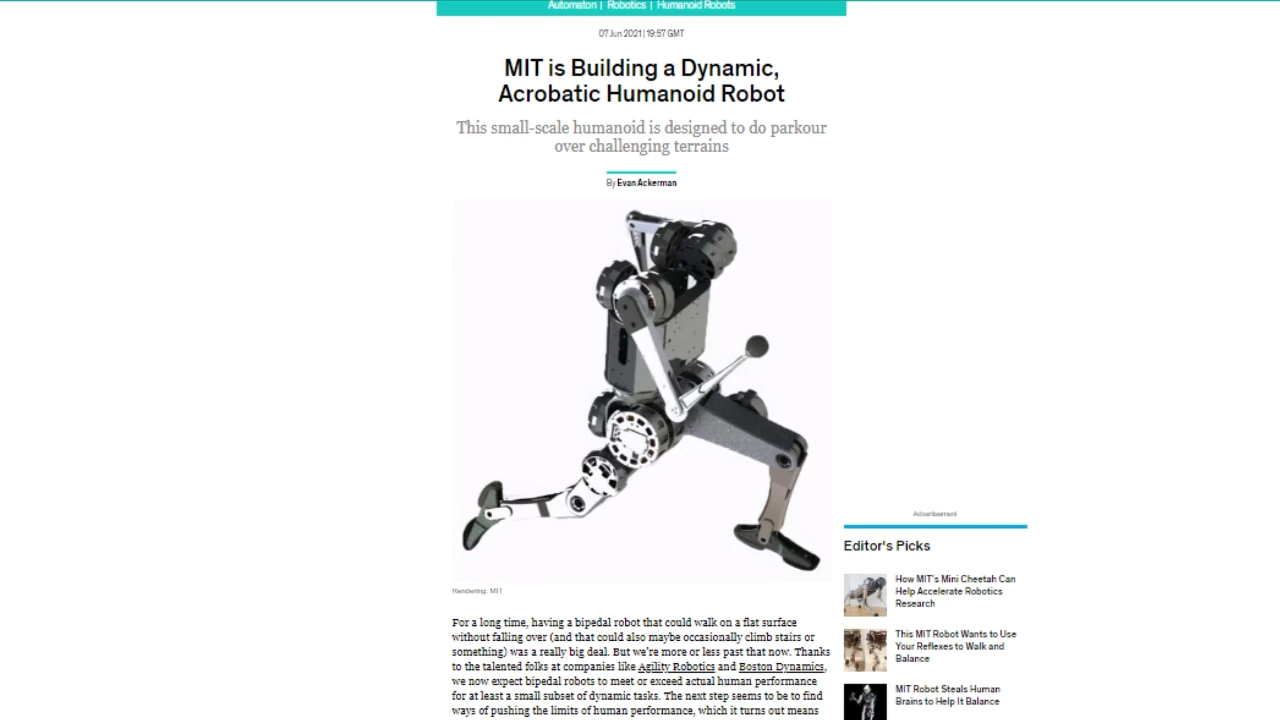 Automaton | Robotics | Humanoid Robots
07 Jun 2021 | 19:57 GMT
MIT is Building a Dynamic,
Acrobatic Humanoid Robot
This small-scale humanoid is designed to do parkour
over challenging terrains
By Evan Ackerman
Rendering: MIT
For a long time, having a bipedal robot that could walk on a flat surface
without falling over (and that could also maybe occasionally climb stairs or
something) was a really big deal. But we're more or less past that now. Thanks
to the talented folks at companies like Agility Robotics and Boston Dynamics,
we now expect bipedal robots to meet or exceed actual human performance
for at least a small subset of dynamic tasks. The next step seems to be to find
ways of pushing the limits of human performance, which it turns out means
Advertisement
Editor's Picks
How MIT's Mini Cheetah Can
Help Accelerate Robotics
Research
This MIT Robot Wants to Use
Your Reflexes to Walk and
Balance
MIT Robot Steals Human
Brains to Help It Balance